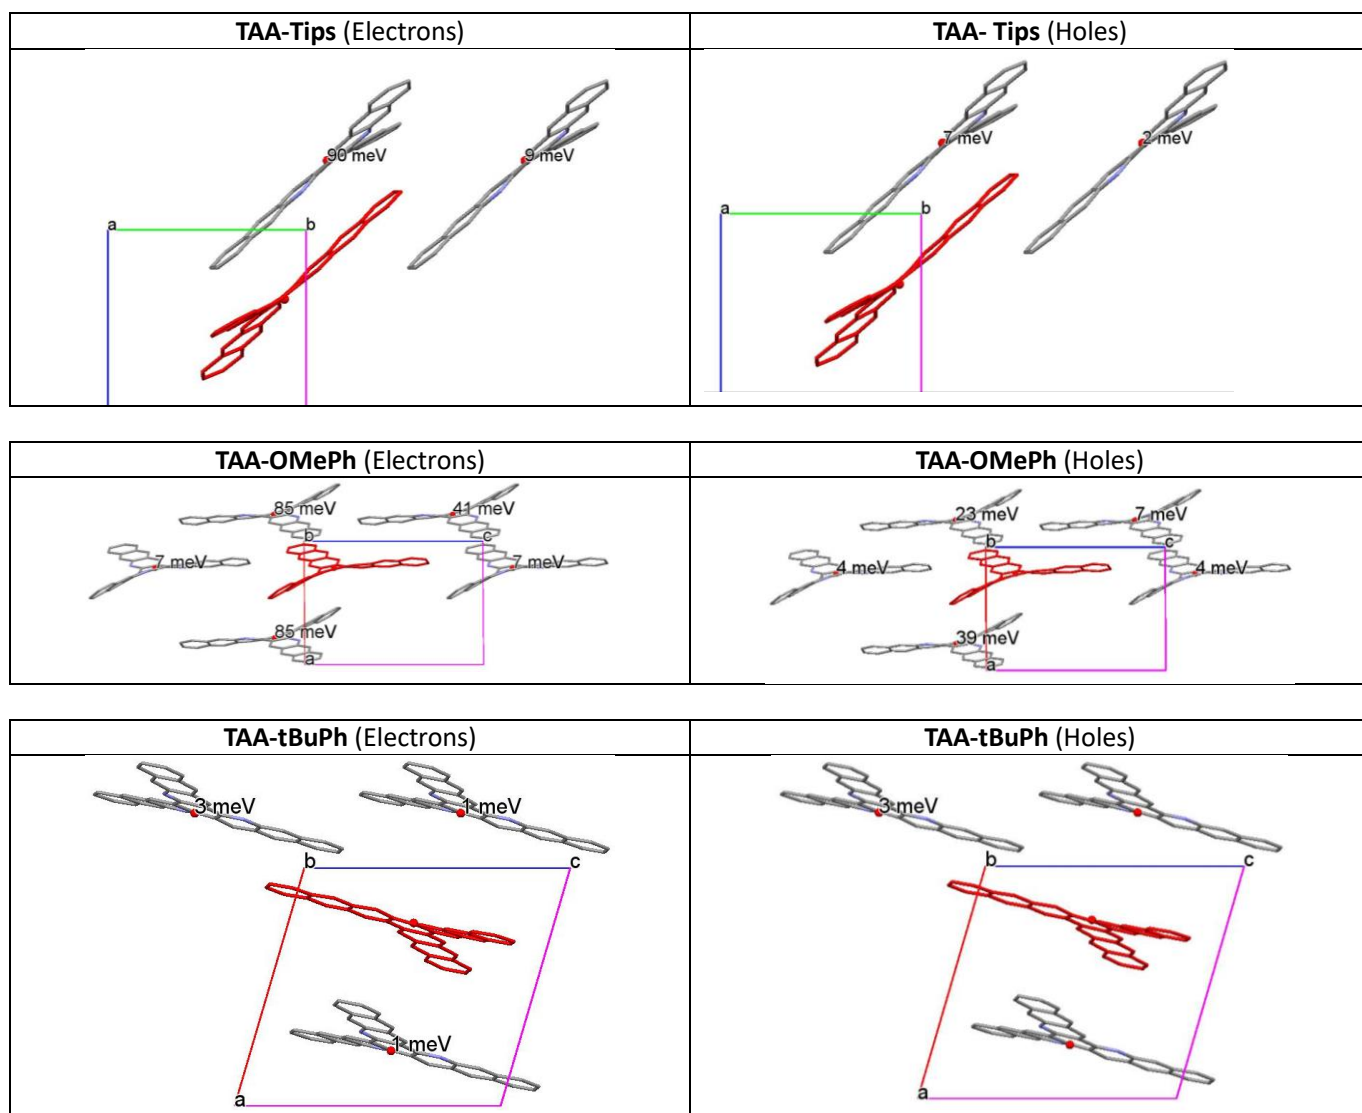 TAA-Tips (Electrons)
TAA- Tips (Holes)
90 meV
9 meV
a
b
7 meV
2 meV
a
b
TAA-OMePh (Electrons)
TAA-OMePh (Holes)
85 meV
41 meV
b
c
7 meV
7 meV
85 meV
a
23 meV
7 meV
b
c
4 meV
4 meV
39 meV
a
TAA-tBuPh (Electrons)
TAA-tBuPh (Holes)
3 meV
1 meV
b
c
1 meV
a
3 meV
b
c
a